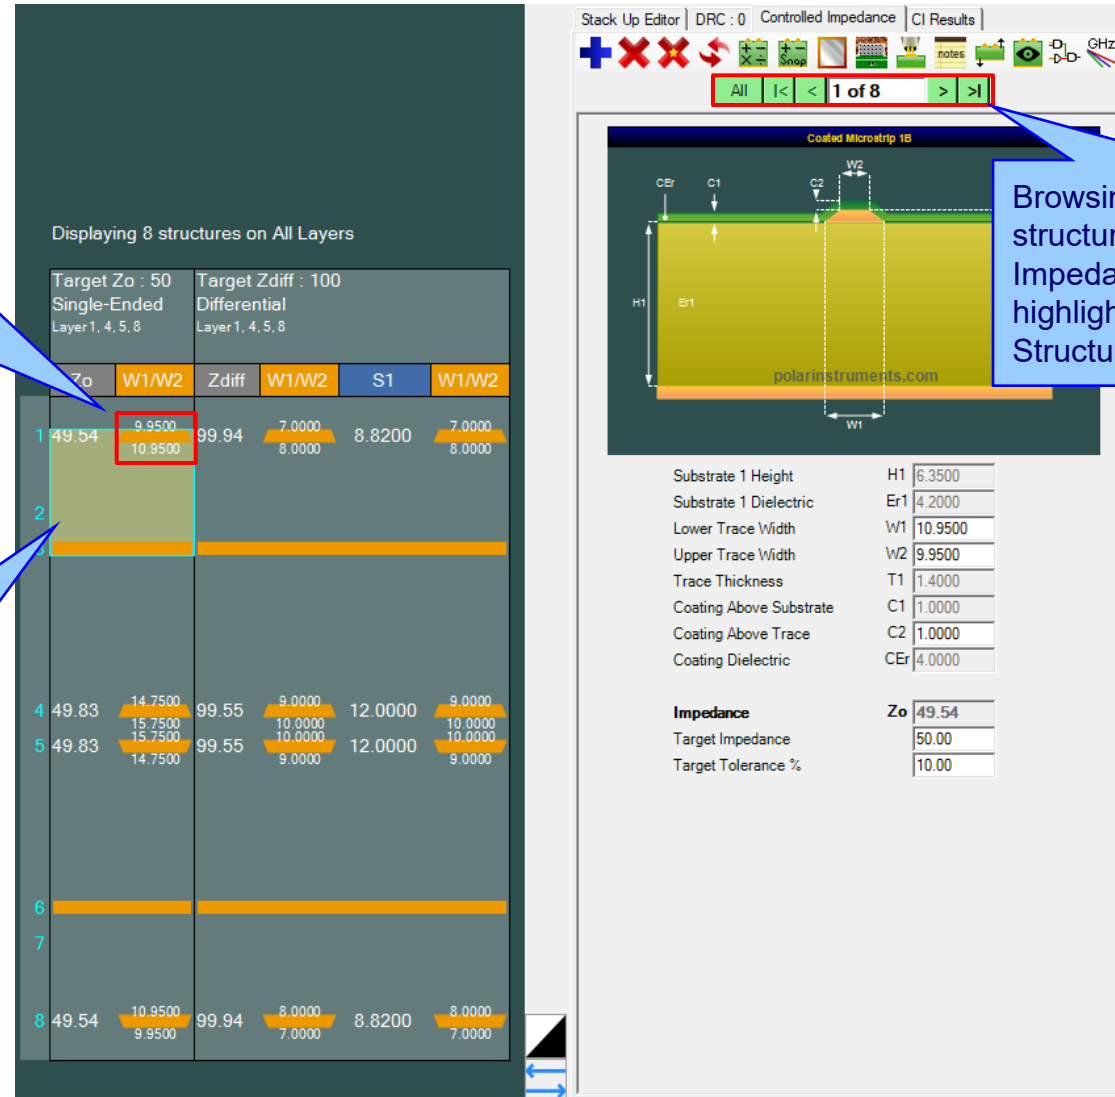 Stack Up Editor DRC : 0 Controlled Impedance CI Results
Snap notes GHz
All |< < 1 of 8 > >|
Displaying 8 structures on All Layers
Target Zo : 50 Target Zdiff : 100
Single-Ended Differential
Layer 1, 4, 5, 8 Layer 1, 4, 5, 8
Zo W1/W2 Zdiff W1/W2 S1 W1/W2
9.9500 7.0000 7.0000
1 49.54 99.94 8.8200
10.9500 8.0000 8.0000
2
3
14.7500 9.0000 9.0000
4 49.83 99.55 12.0000
15.7500 10.0000 10.0000
15.7500 10.0000 10.0000
5 49.83 99.55 12.0000
14.7500 9.0000 9.0000
6
7
10.9500 8.0000 8.0000
8 49.54 99.94 8.8200
9.9500 7.0000 7.0000
Coated Microstrip 1B
W2
CEr C1 C2
H1 Er1
polarinstruments.com
W1
Substrate 1 Height H1 6.3500
Substrate 1 Dielectric Er1 4.2000
Lower Trace Width W1 10.9500
Upper Trace Width W2 9.9500
Trace Thickness T1 1.4000
Coating Above Substrate C1 1.0000
Coating Above Trace C2 1.0000
Coating Dielectric CEr 4.0000
Impedance Zo 49.54
Target Impedance 50.00
Target Tolerance % 10.00